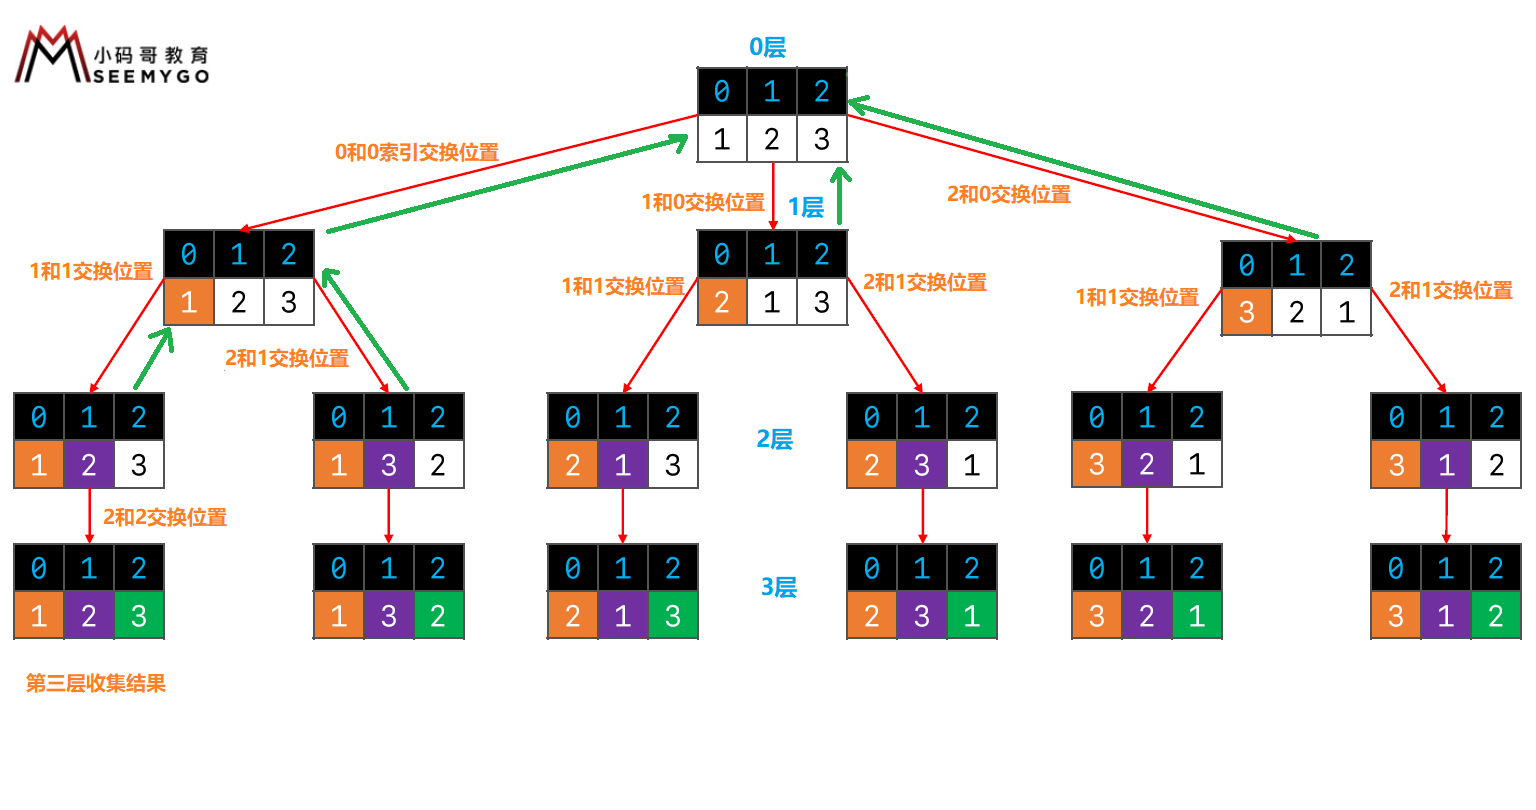 小码哥教育
SEEMYGO
0层
0 1 2
1 2 3
0和0索引交换位置
1和0交换位置
1层
2和0交换位置
0 1 2
1 2 3
0 1 2
2 1 3
0 1 2
3 2 1
1和1交换位置
2和1交换位置
1和1交换位置
2和1交换位置
1和1交换位置
2和1交换位置
0 1 2
1 2 3
0 1 2
1 3 2
0 1 2
2 1 3
2层
0 1 2
2 3 1
0 1 2
3 2 1
0 1 2
3 1 2
2和2交换位置
0 1 2
1 2 3
0 1 2
1 3 2
0 1 2
2 1 3
3层
0 1 2
2 3 1
0 1 2
3 2 1
0 1 2
3 1 2
第三层收集结果